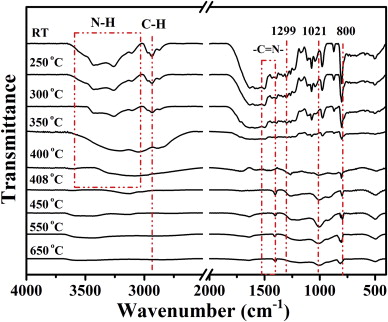 N-H C-H 1299 1021 800
-C=N-
RT
250 °C
300 °C
350 °C
400 °C
408 °C
450 °C
550 °C
650 °C
Transmittance
4000 3500 3000 2000 1500 1000 500
Wavenumber (cm-1)